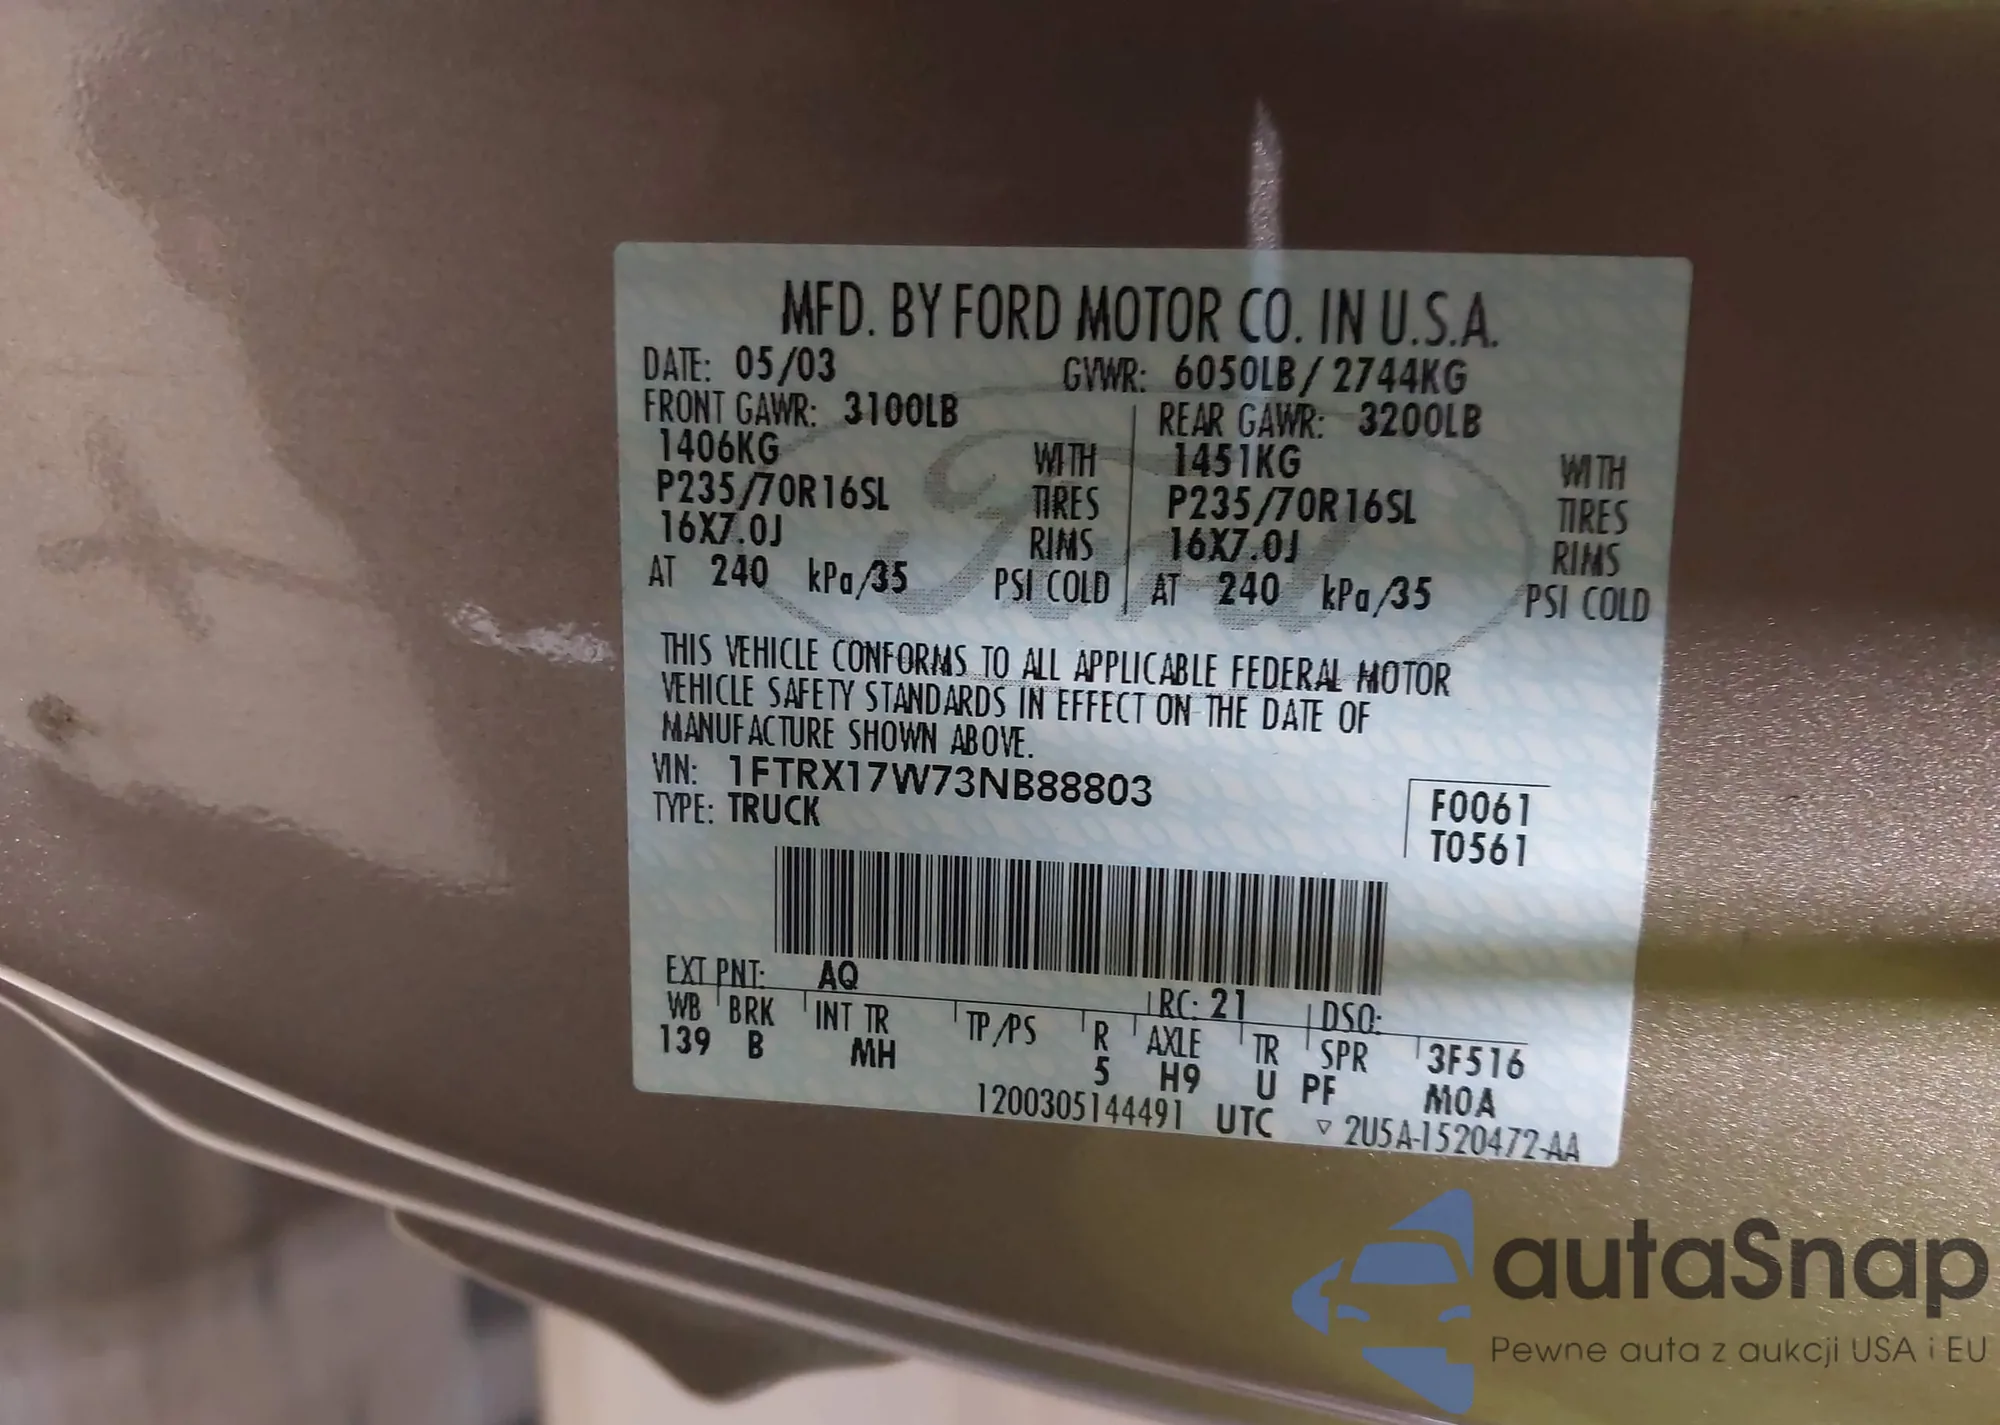 MFD. BY FORD MOTOR CO. IN U.S.A.
DATE: 05/03 GVWR: 6050LB/ 2744KG
FRONT GAWR: 3100LB REAR GAWR: 3200LB
1406KG WITH 1451KG WITH
P235/70R16SL TIRES P235/70R16SL TIRES
16X7.0J RIMS 16X7.0J RIMS
AT 240 kPa/35 PSI COLD AT 240 kPa/35 PSI COLD
THIS VEHICLE CONFORMS TO ALL APPLICABLE FEDERAL MOTOR
VEHICLE SAFETY STANDARDS IN EFFECT ON THE DATE OF
MANUFACTURE SHOWN ABOVE.
VIN: 1FTRX17W73NB88803
TYPE: TRUCK
F0061
T0561
EXT PNT: AQ RC: 21 DSO:
WB BRK INT TR TP/PS R AXLE TR SPR 3F516
139 B MH 5 H9 U PF MOA
1200305144491 UTC ▽ 2U5A-1520472-AA
Ford
autaSnap
Pewne auta z aukcji USA i EU